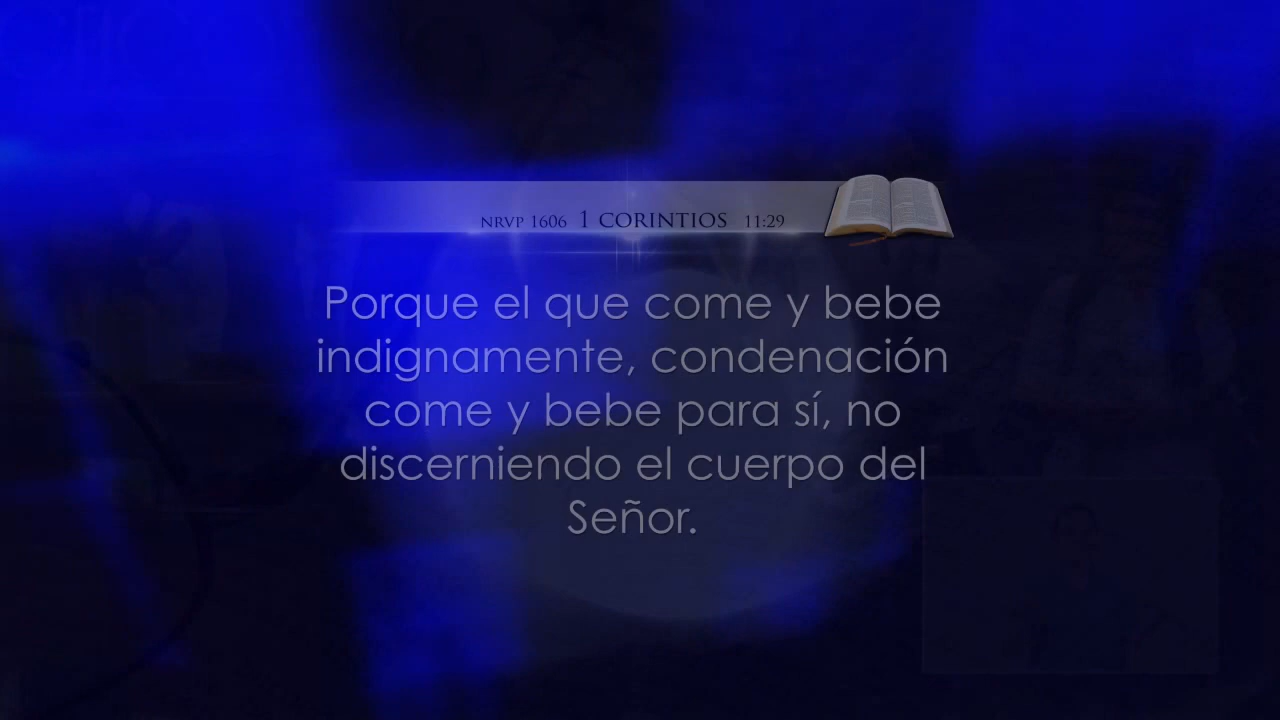 NRVP 1606 1 CORINTIOS 11:29
Porque el que come y bebe
indignamente, condenación
come y bebe para sí, no
discerniendo el cuerpo del
Señor.